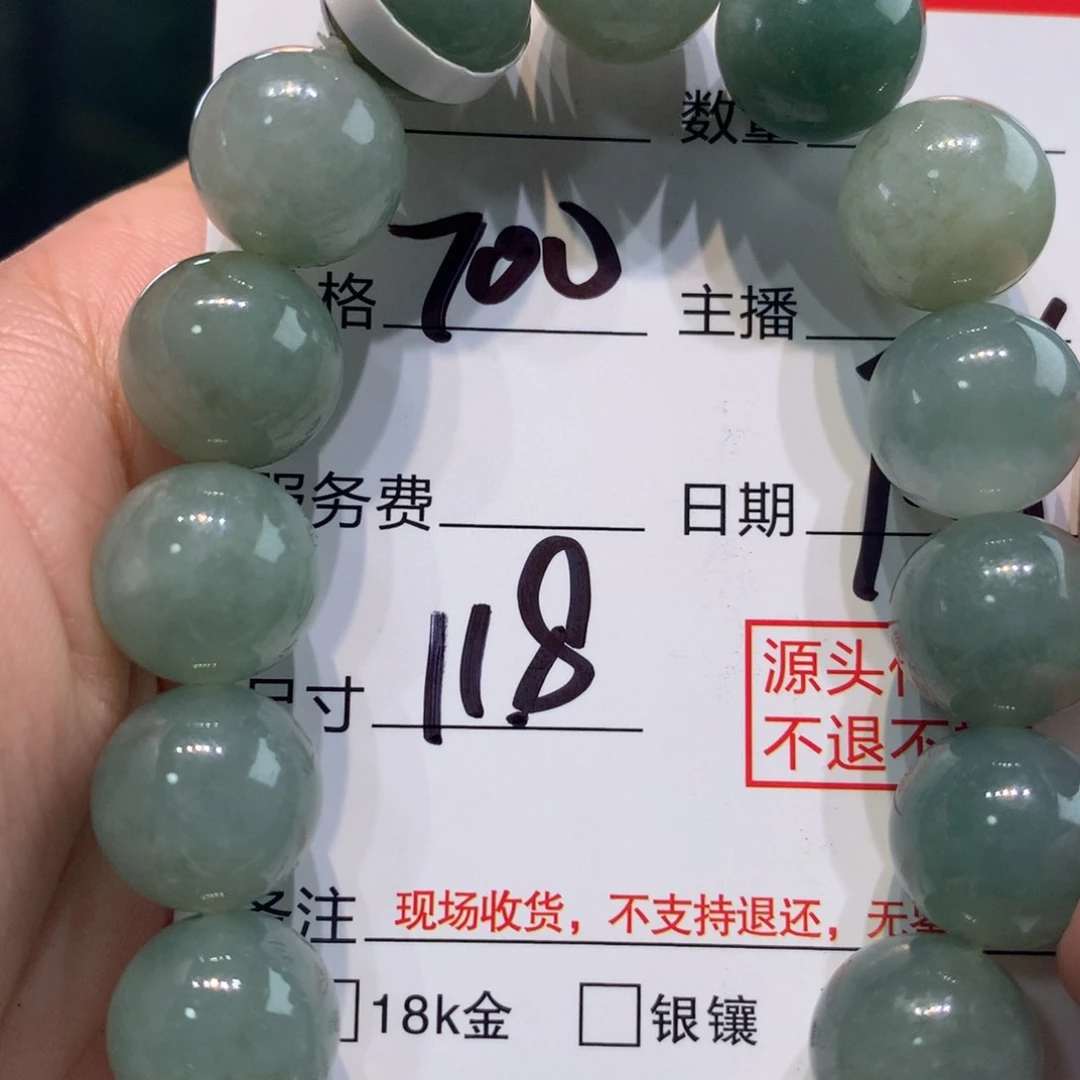 数量
格 700 主播
服务费 日期
尺寸 118
源头
不退不
备注 现场收货，不支持退还，无
18k金 银镶